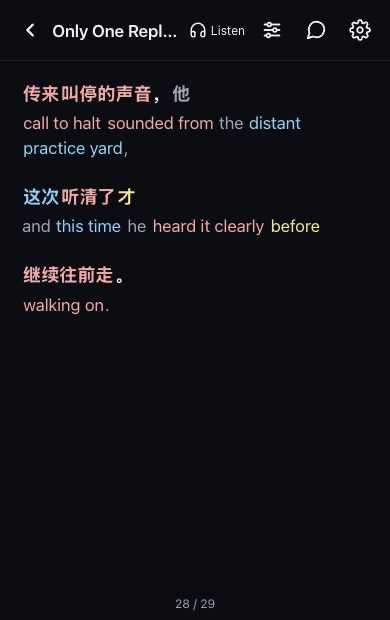 Only One Repl...
Listen
传来叫停的声音，他
call to halt sounded from the distant
practice yard,
这次听清了才
and this time he heard it clearly before
继续往前走。
walking on.
28 / 29